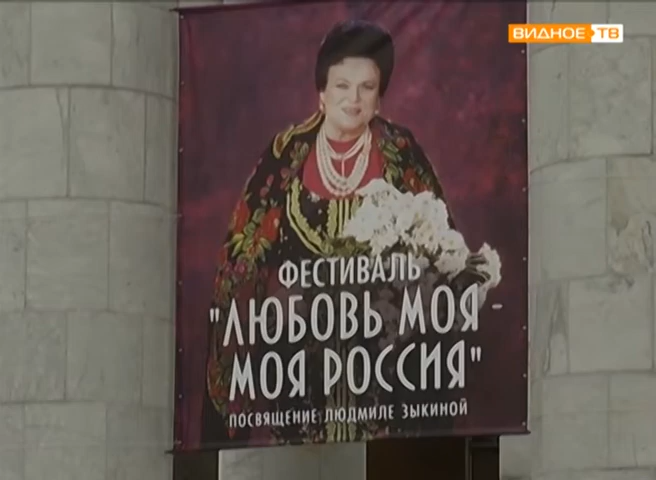 ВИДНОЕ ТВ
ФЕСТИВАЛЬ
"ЛЮБОВЬ МОЯ -
МОЯ РОССИЯ"
ПОСВЯЩЕНИЕ ЛЮДМИЛЕ ЗЫКИНОЙ